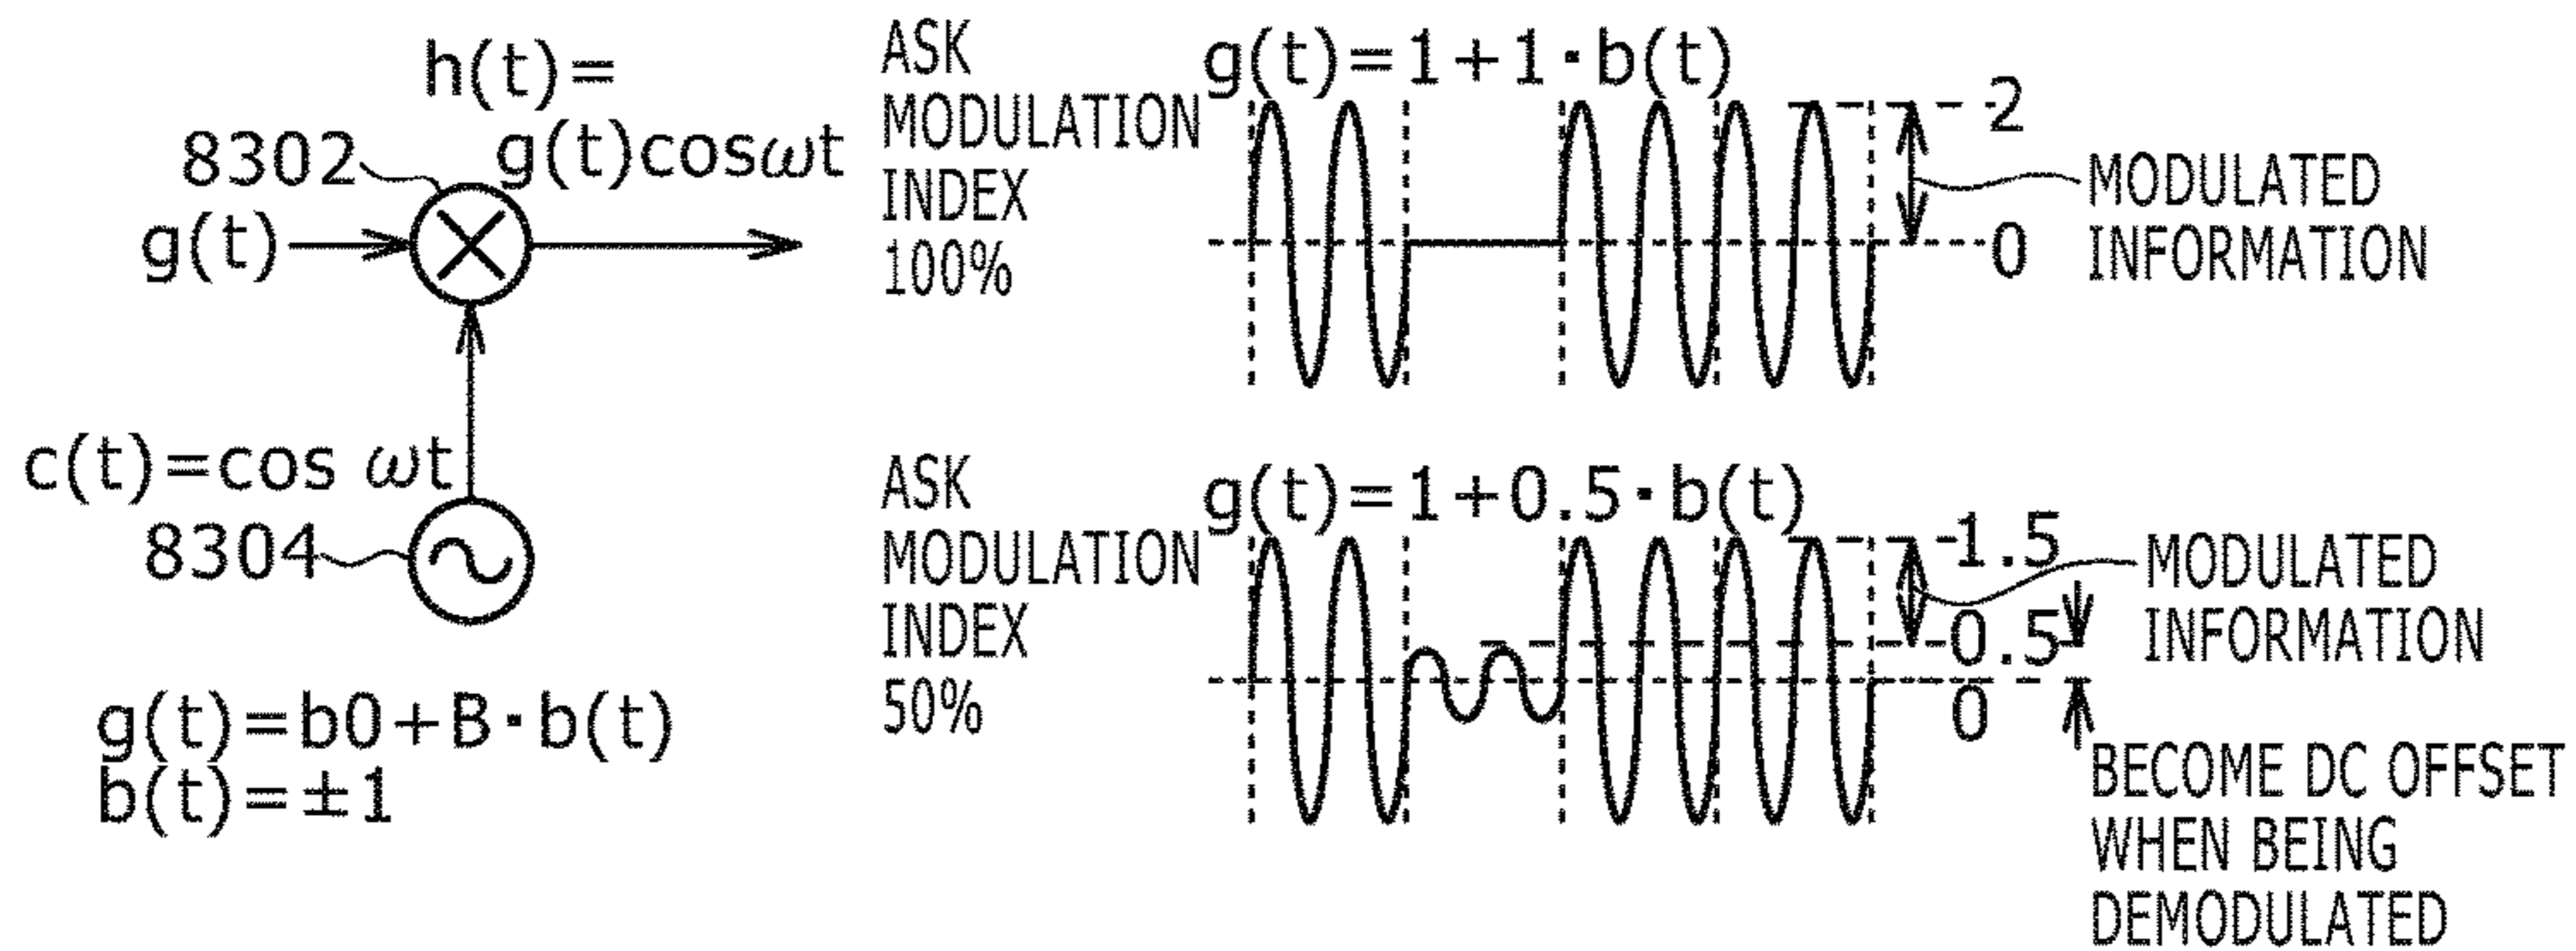 h(t)=
g(t)cosωt
8302
g(t)
c(t)=cos ωt
8304
g(t)=b0+B·b(t)
b(t)=±1
ASK
MODULATION
INDEX
100%
g(t)=1+1·b(t)
2
0
MODULATED
INFORMATION
ASK
MODULATION
INDEX
50%
g(t)=1+0.5·b(t)
1.5
0.5
0
MODULATED
INFORMATION
BECOME DC OFFSET
WHEN BEING
DEMODULATED